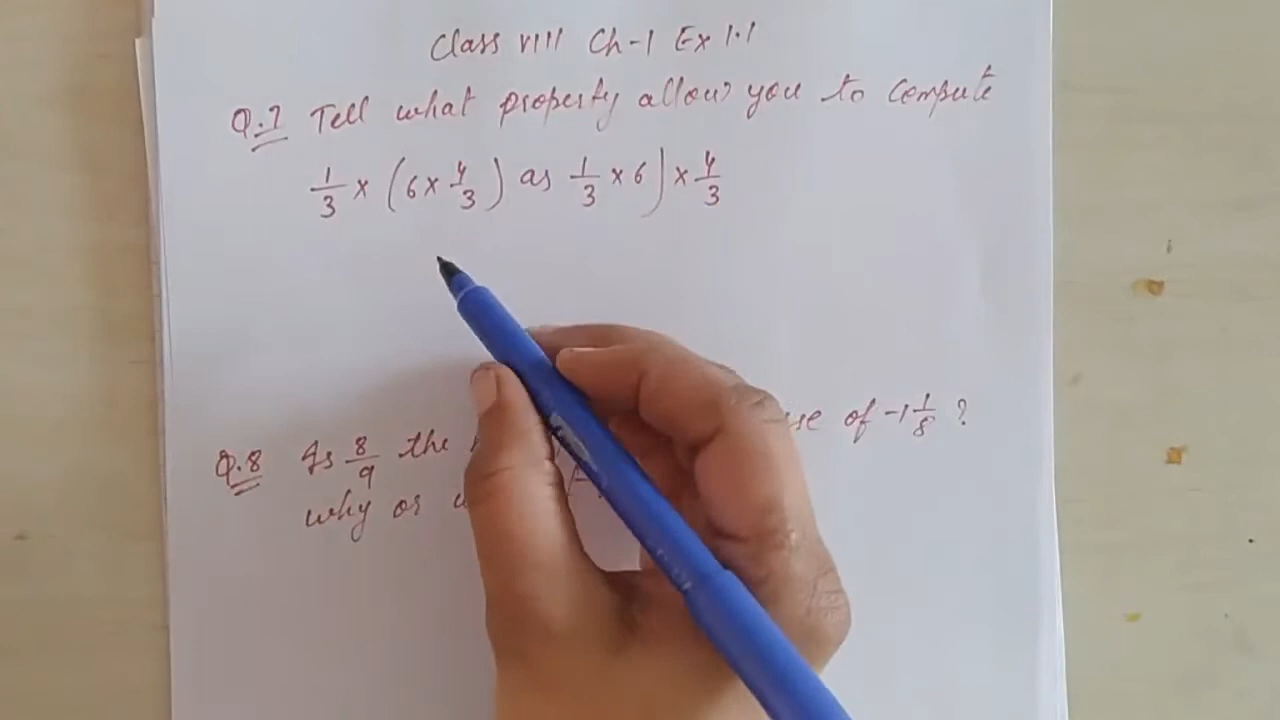 Class VIII Ch-1 Ex 1.1
Q.7 Tell what property allows you to compute
1/3 × (6 × 4/3) as 1/3 × 6) × 4/3
Q.8 Is 8/9 the of -1 1/8 ?
why or